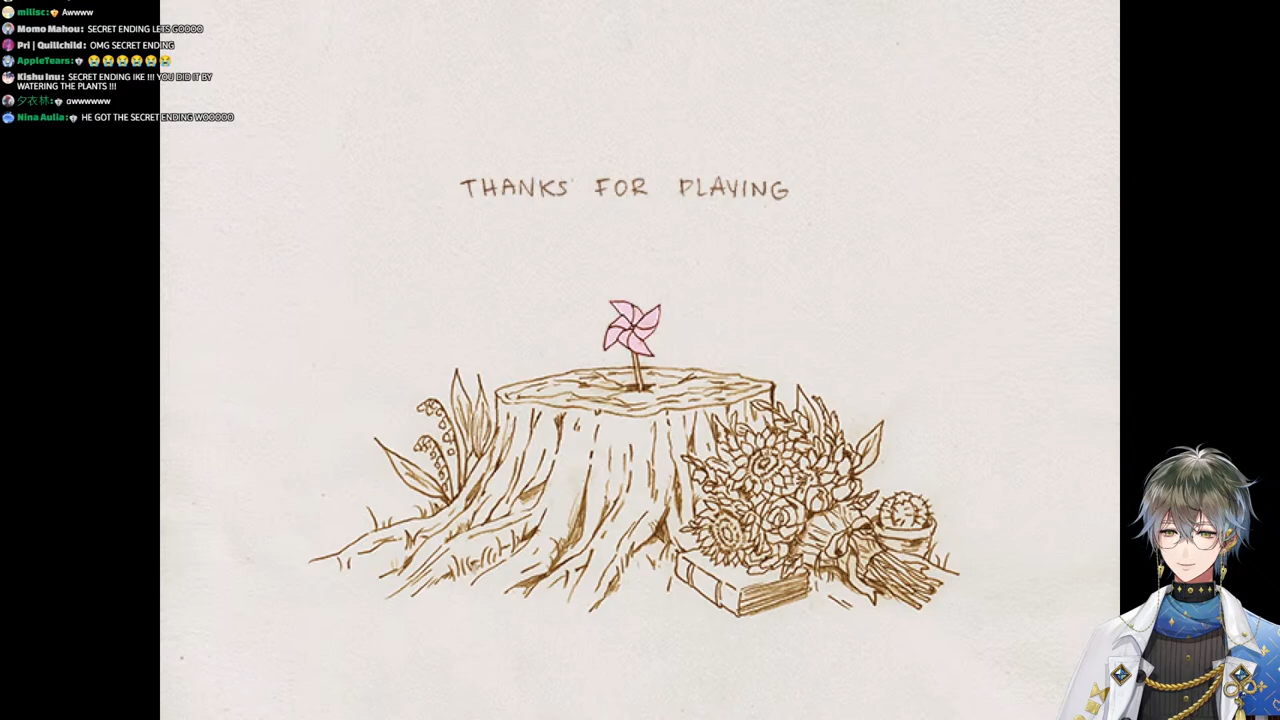 milisc: Awwww
Momo Mahou: SECRET ENDING LETS GOOOO
Pri | Quillchild: OMG SECRET ENDING
AppleTears: 😭😭😭😭😭😭
Kishu Inu: SECRET ENDING IKE !!! YOU DID IT BY
WATERING THE PLANTS !!!
夕衣林: awwwwww
Nina Aulia: HE GOT THE SECRET ENDING WOOOOO
THANKS FOR PLAYING